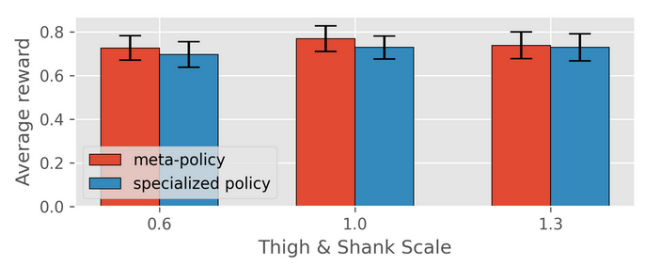 0.8
0.6
0.4
0.2
0.0
Average reward
meta-policy
specialized policy
0.6 1.0 1.3
Thigh & Shank Scale